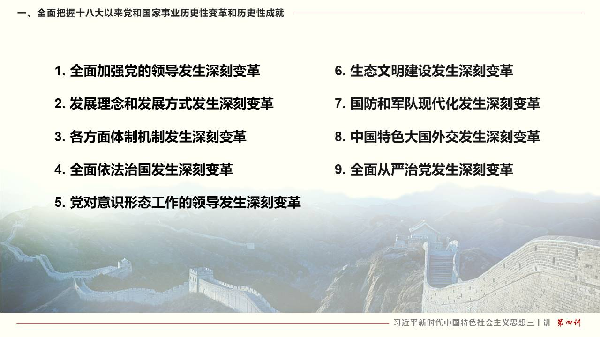 一、全面把握十八大以来党和国家事业历史性变革和历史性成就
1. 全面加强党的领导发生深刻变革
2. 发展理念和发展方式发生深刻变革
3. 各方面体制机制发生深刻变革
4. 全面依法治国发生深刻变革
5. 党对意识形态工作的领导发生深刻变革
6. 生态文明建设发生深刻变革
7. 国防和军队现代化发生深刻变革
8. 中国特色大国外交发生深刻变革
9. 全面从严治党发生深刻变革
习近平新时代中国特色社会主义思想三十讲 第四讲